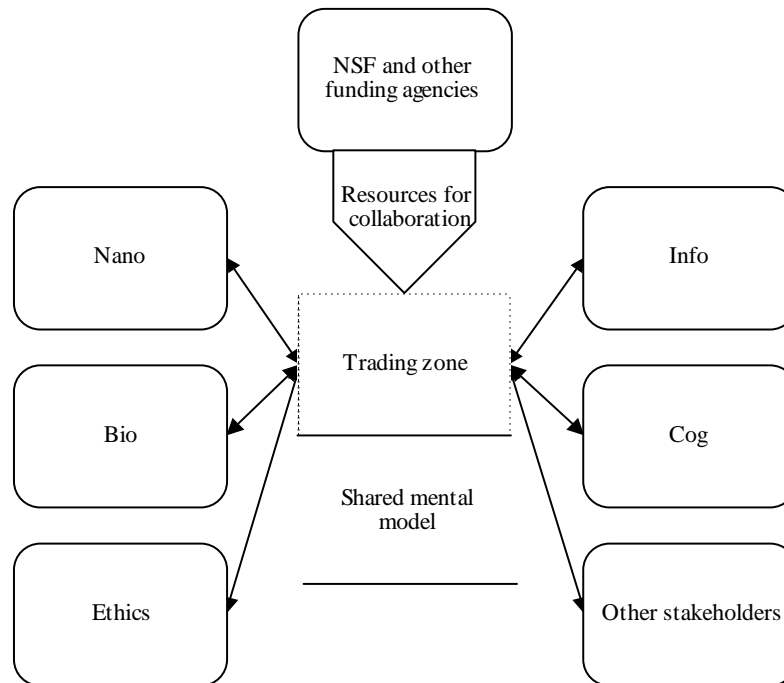 NSF and other
funding agencies
Resources for
collaboration
Nano
Info
Trading zone
Bio
Cog
Shared mental
model
Ethics
Other stakeholders